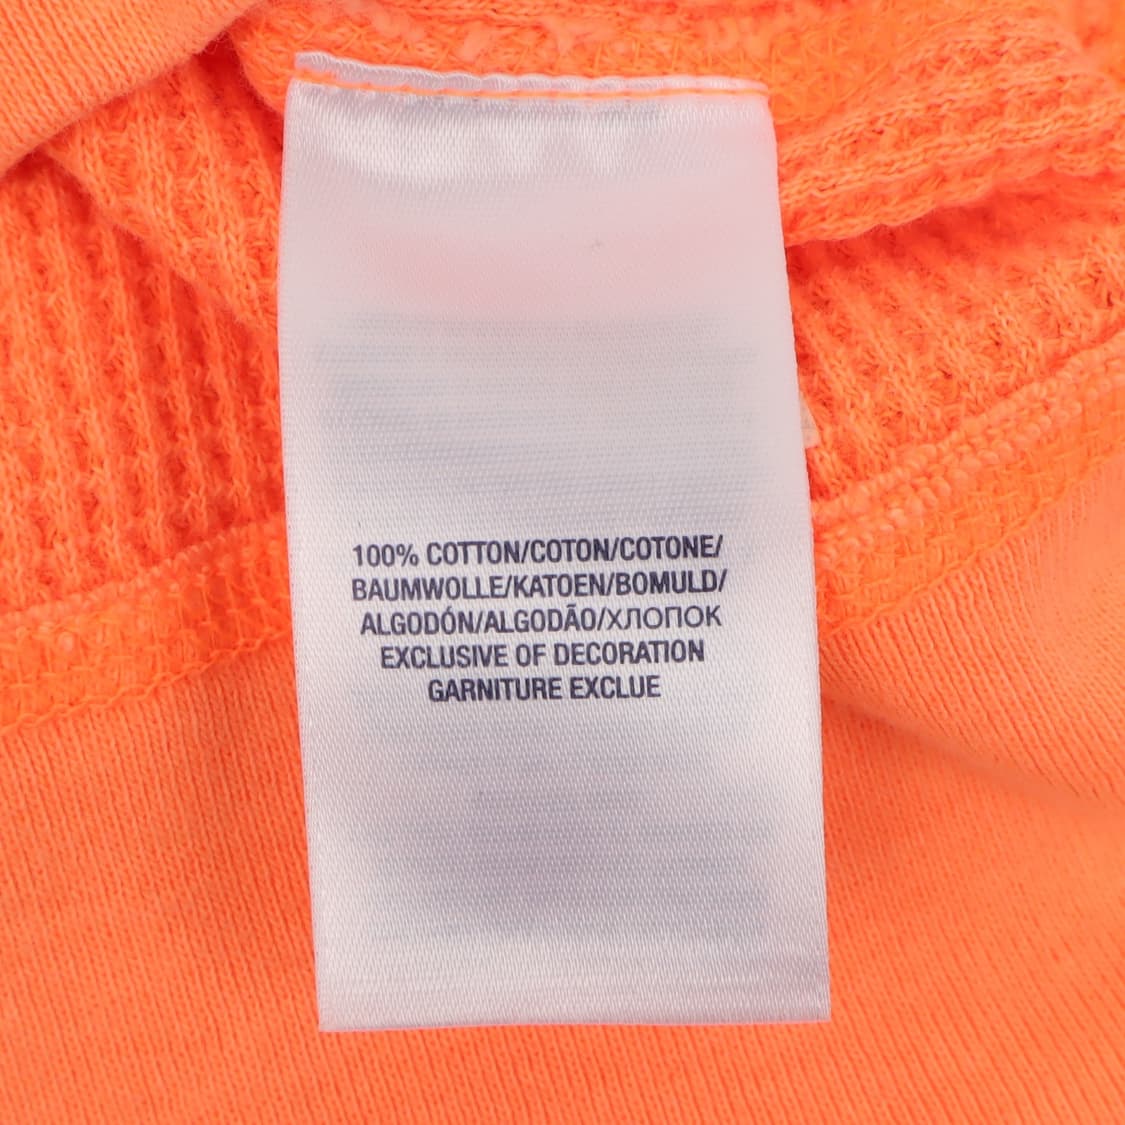 100% COTTON/COTON/COTONE/
BAUMWOLLE/KATOEN/BOMULD/
ALGODÓN/ALGODÃO/ХЛОПОК
EXCLUSIVE OF DECORATION
GARNITURE EXCLUE